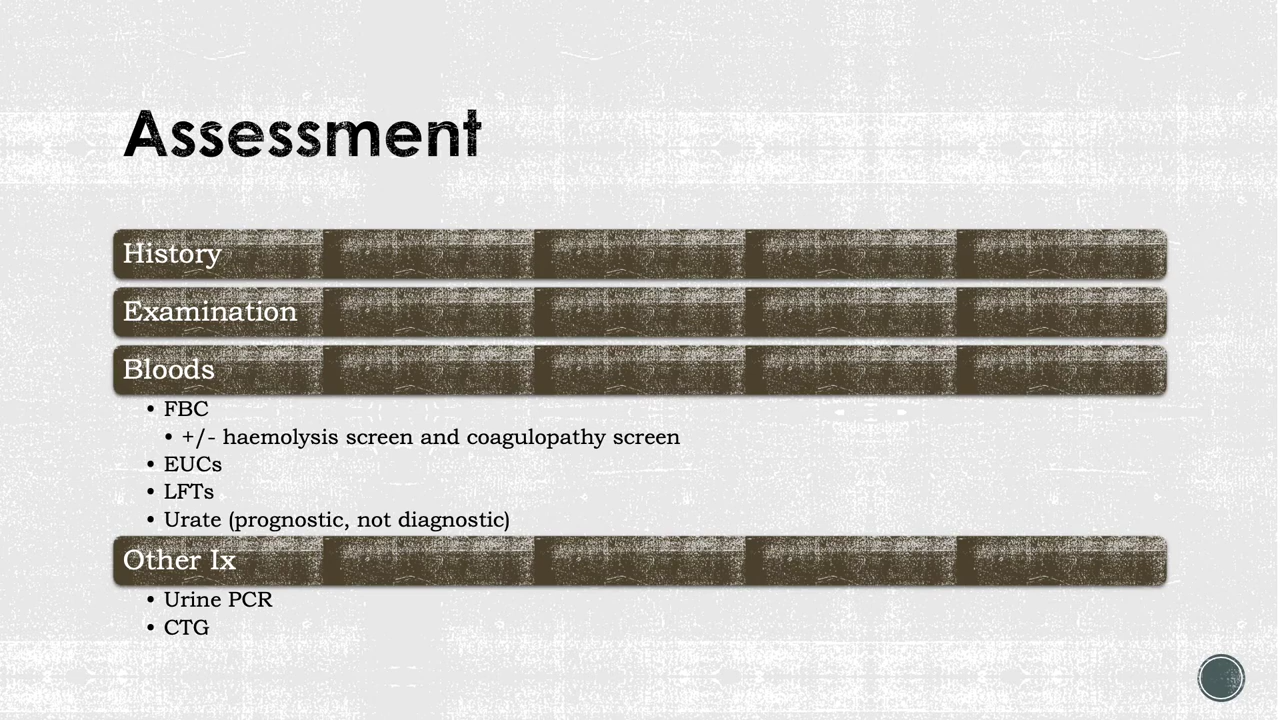 Assessment
History
Examination
Bloods
• FBC
• +/- haemolysis screen and coagulopathy screen
• EUCs
• LFTs
• Urate (prognostic, not diagnostic)
Other Ix
• Urine PCR
• CTG